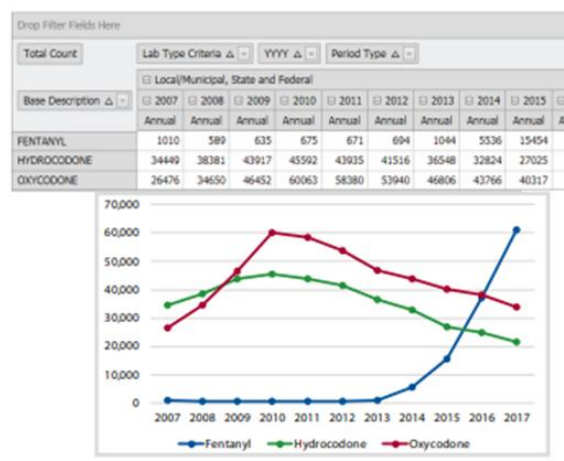 Drop Filter Fields Here
Total Count Lab Type Criteria YYYY Period Type
Local/Municipal, State and Federal
Base Description 2007 2008 2009 2010 2011 2012 2013 2014 2015
Annual Annual Annual Annual Annual Annual Annual Annual Annual
FENTANYL 1010 589 635 675 671 694 1044 5536 15454
HYDROCODONE 34449 38381 43917 45592 43935 41516 36548 32824 27025
OXYCODONE 26476 34650 46452 60063 58380 53940 46806 43766 40317
70,000
60,000
50,000
40,000
30,000
20,000
10,000
0
2007 2008 2009 2010 2011 2012 2013 2014 2015 2016 2017
Fentanyl Hydrocodone Oxycodone